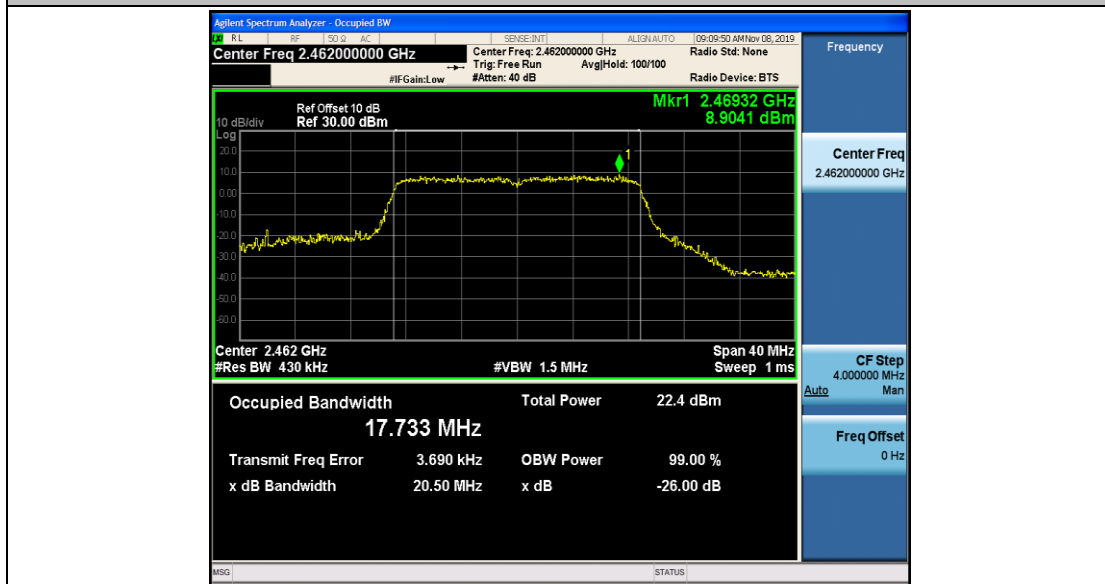 Agilent Spectrum Analyzer - Occupied BW
RL RF 50 Ω AC SENSE:INT ALIGN AUTO 09:09:50 AM Nov 08, 2019
Center Freq 2.462000000 GHz
Center Freq: 2.462000000 GHz
Radio Std: None
Trig: Free Run Avg|Hold: 100/100
#IFGain:Low #Atten: 40 dB Radio Device: BTS
Frequency
Ref Offset 10 dB
Mkr1 2.46932 GHz
10 dB/div Ref 30.00 dBm 8.9041 dBm
Log
20.0
1
10.0
0.00
-10.0
-20.0
-30.0
-40.0
-50.0
-60.0
Center Freq
2.462000000 GHz
Center 2.462 GHz Span 40 MHz
#Res BW 430 kHz #VBW 1.5 MHz Sweep 1 ms
CF Step
4.000000 MHz
Auto Man
Occupied Bandwidth Total Power 22.4 dBm
17.733 MHz
Transmit Freq Error 3.690 kHz OBW Power 99.00 %
x dB Bandwidth 20.50 MHz x dB -26.00 dB
Freq Offset
0 Hz
MSG STATUS